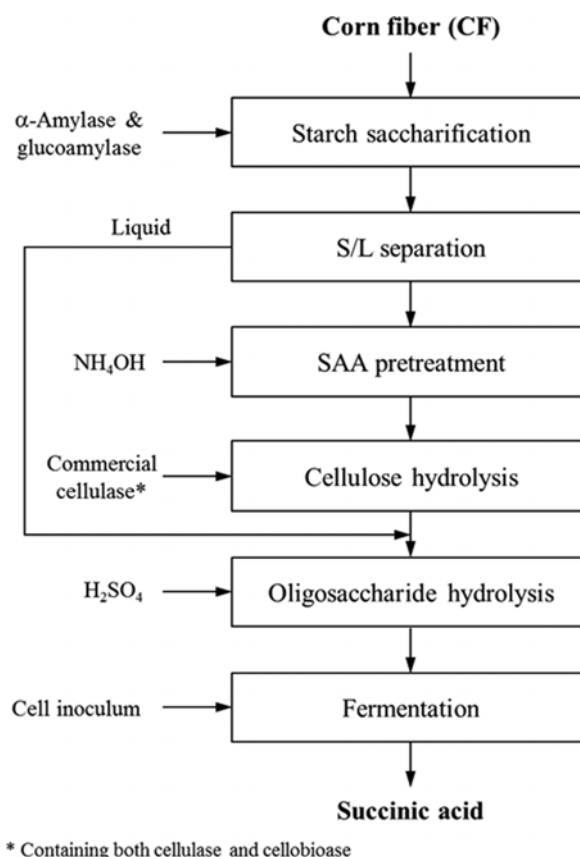 Corn fiber (CF)
α-Amylase &
glucoamylase
Starch saccharification
Liquid
S/L separation
NH₄OH
SAA pretreatment
Commercial
cellulase*
Cellulose hydrolysis
H₂SO₄
Oligosaccharide hydrolysis
Cell inoculum
Fermentation
Succinic acid
* Containing both cellulase and cellobioase